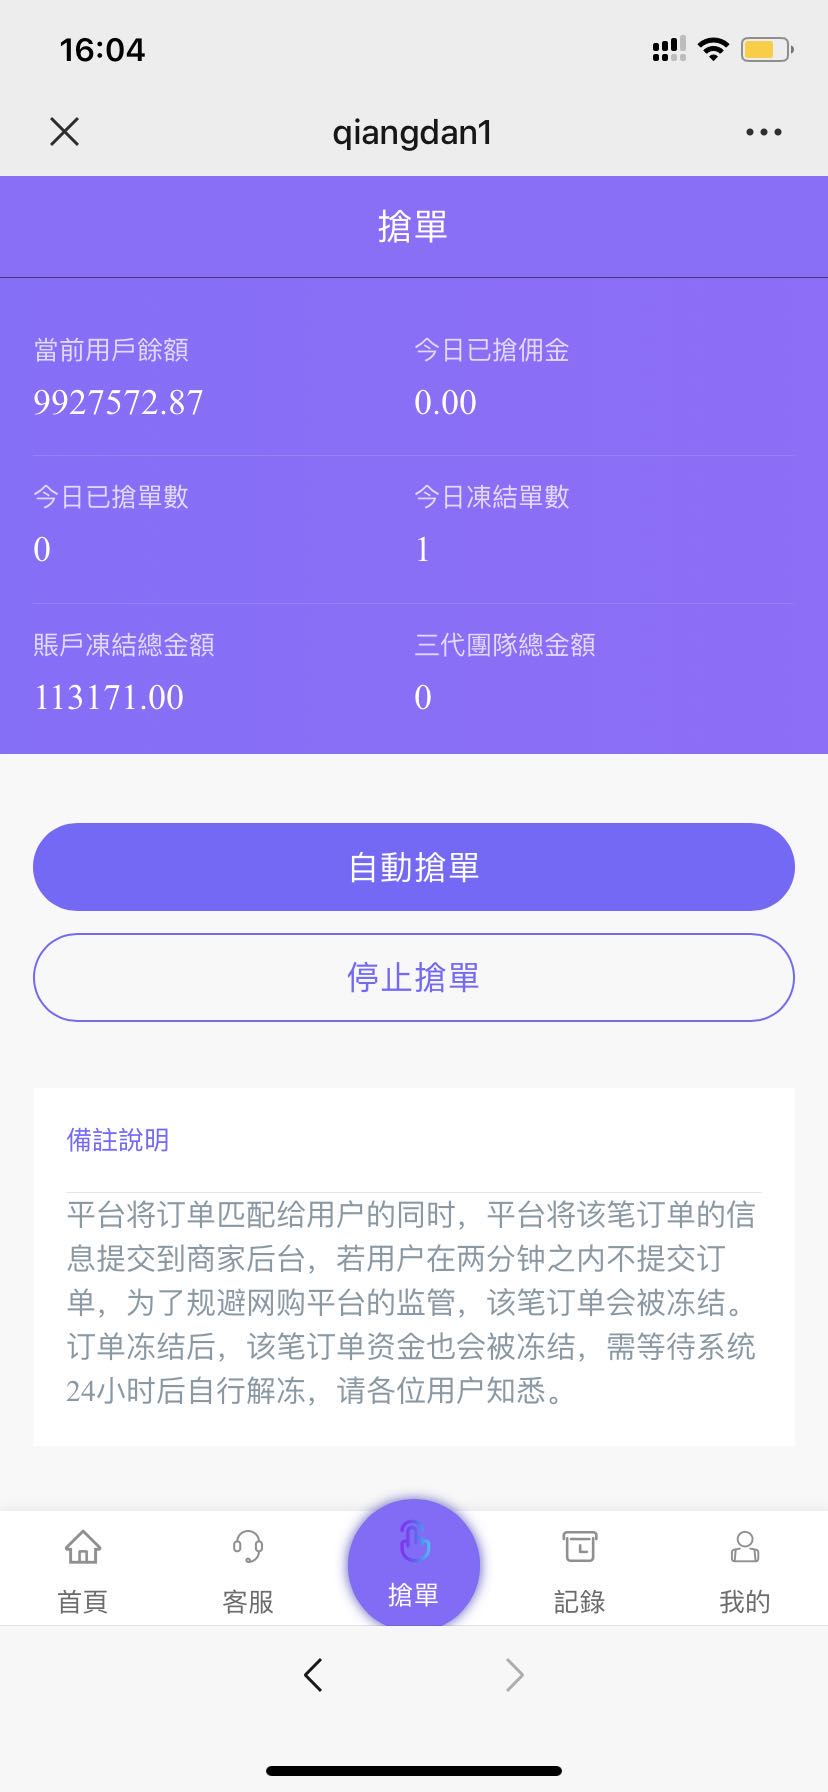 16:04
qiangdan1
搶單
當前用戶餘額
今日已搶佣金
9927572.87
0.00
今日已搶單數
今日凍結單數
0
1
賬戶凍結總金額
三代團隊總金額
113171.00
0
自動搶單
停止搶單
備註說明
平台将订单匹配给用户的同时，平台将该笔订单的信
息提交到商家后台，若用户在两分钟之内不提交订
单，为了规避网购平台的监管，该笔订单会被冻结。
订单冻结后，该笔订单资金也会被冻结，需等待系统
24小时后自行解冻，请各位用户知悉。
首頁
客服
搶單
記錄
我的